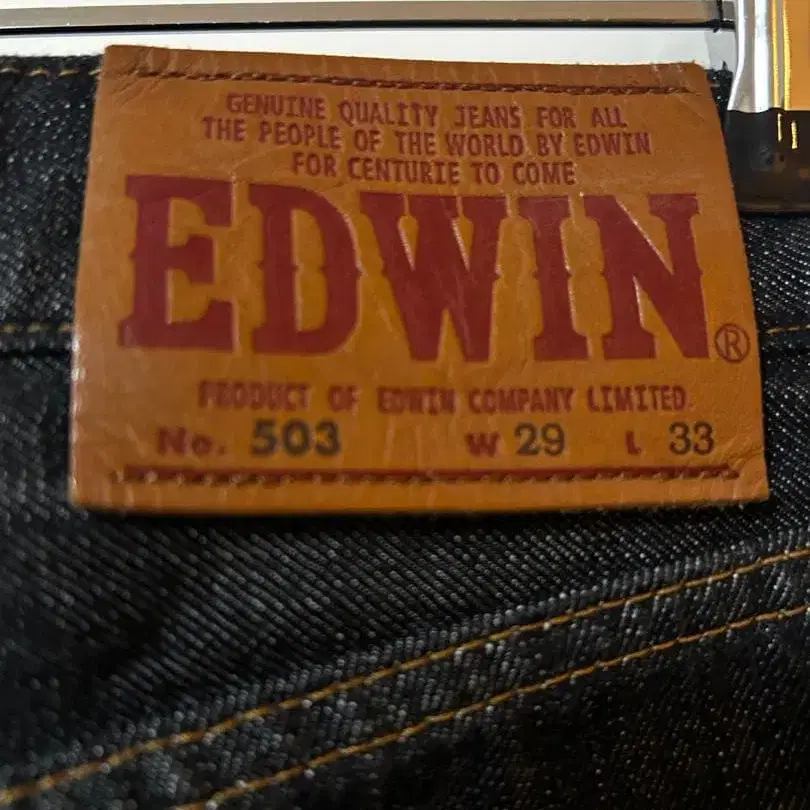 GENUINE QUALITY JEANS FOR ALL
THE PEOPLE OF THE WORLD BY EDWIN
FOR CENTURIE TO COME
EDWIN®
PRODUCT OF EDWIN COMPANY LIMITED.
No. 503 W 29 L 33